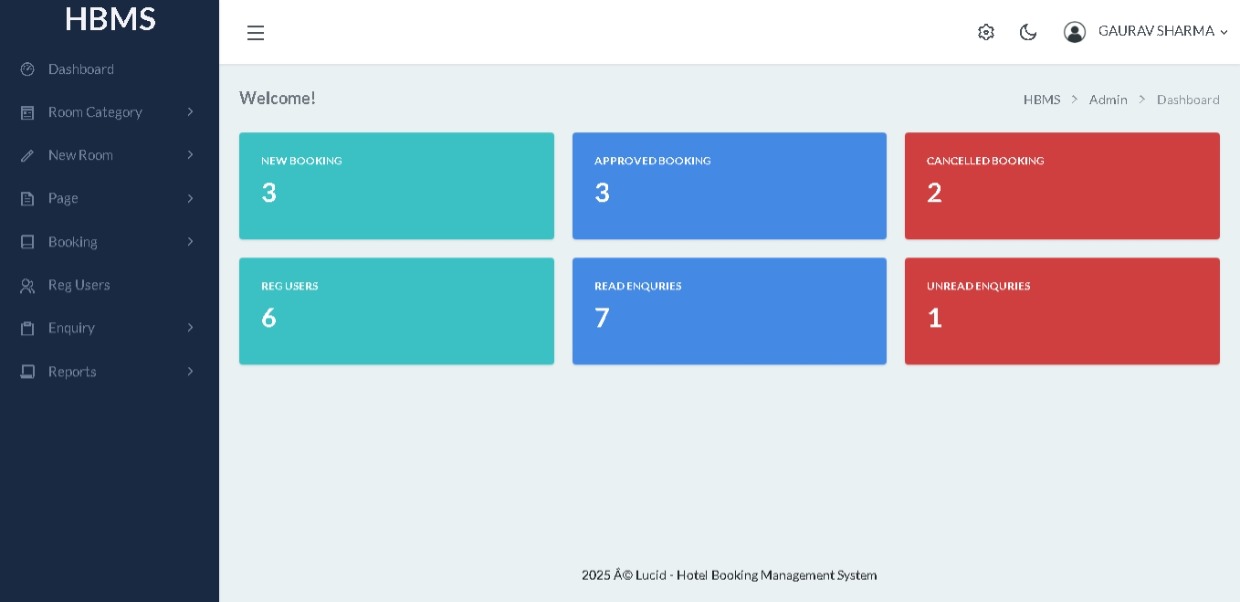 HBMS
Dashboard
Room Category
New Room
Page
Booking
Reg Users
Enquiry
Reports
GAURAV SHARMA
Welcome!
HBMS > Admin > Dashboard
NEW BOOKING
3
APPROVED BOOKING
3
CANCELLED BOOKING
2
REG USERS
6
READ ENQURIES
7
UNREAD ENQURIES
1
2025 Â© Lucid - Hotel Booking Management System